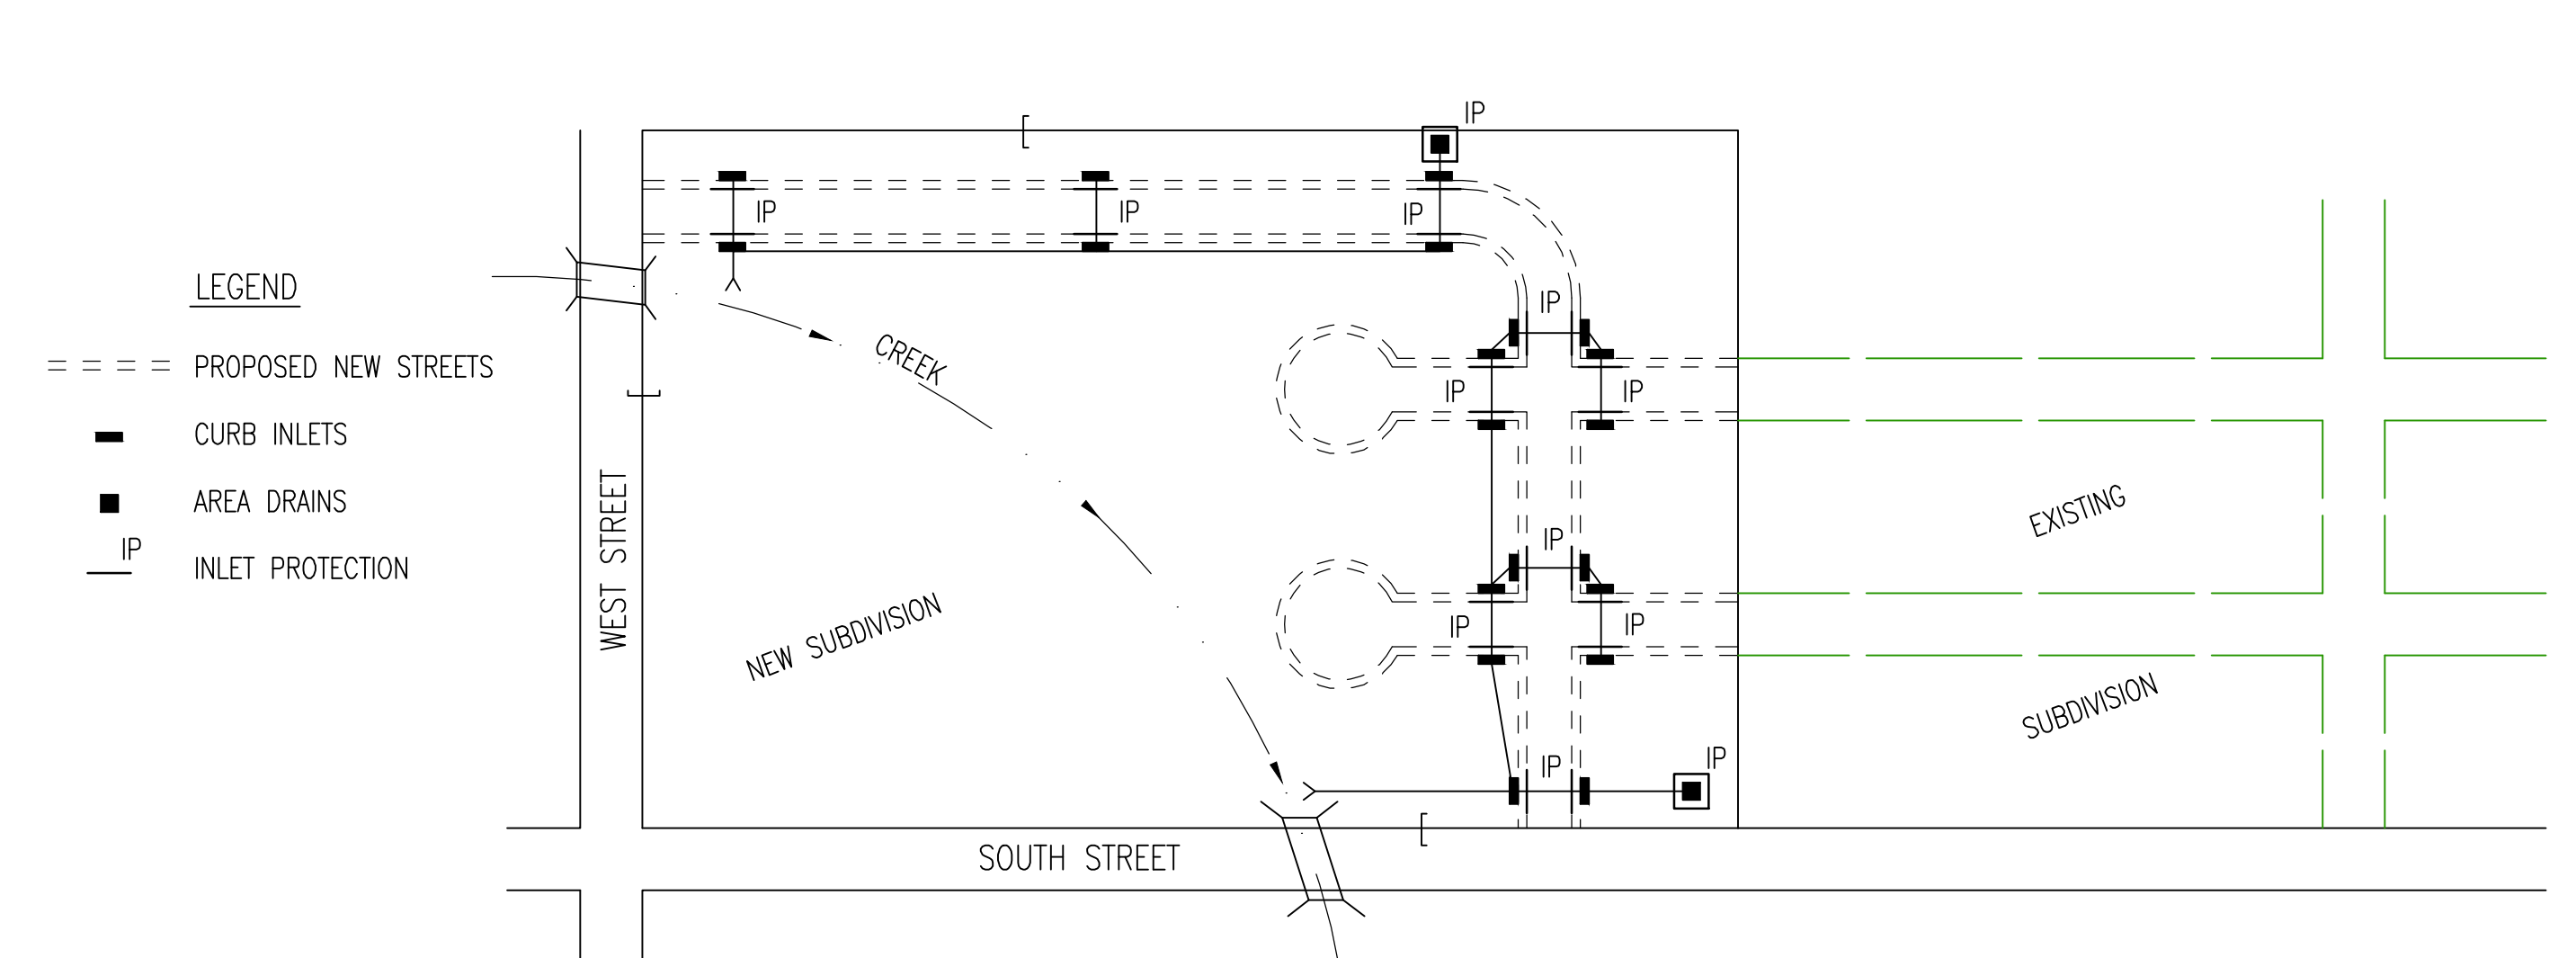 IP
IP
IP
IP
LEGEND
IP
PROPOSED NEW STREETS
CREEK
IP
IP
CURB INLETS
AREA DRAINS
EXISTING
IP
INLET PROTECTION
IP
WEST STREET
NEW SUBDIVISION
IP
IP
SUBDIVISION
IP
IP
SOUTH STREET